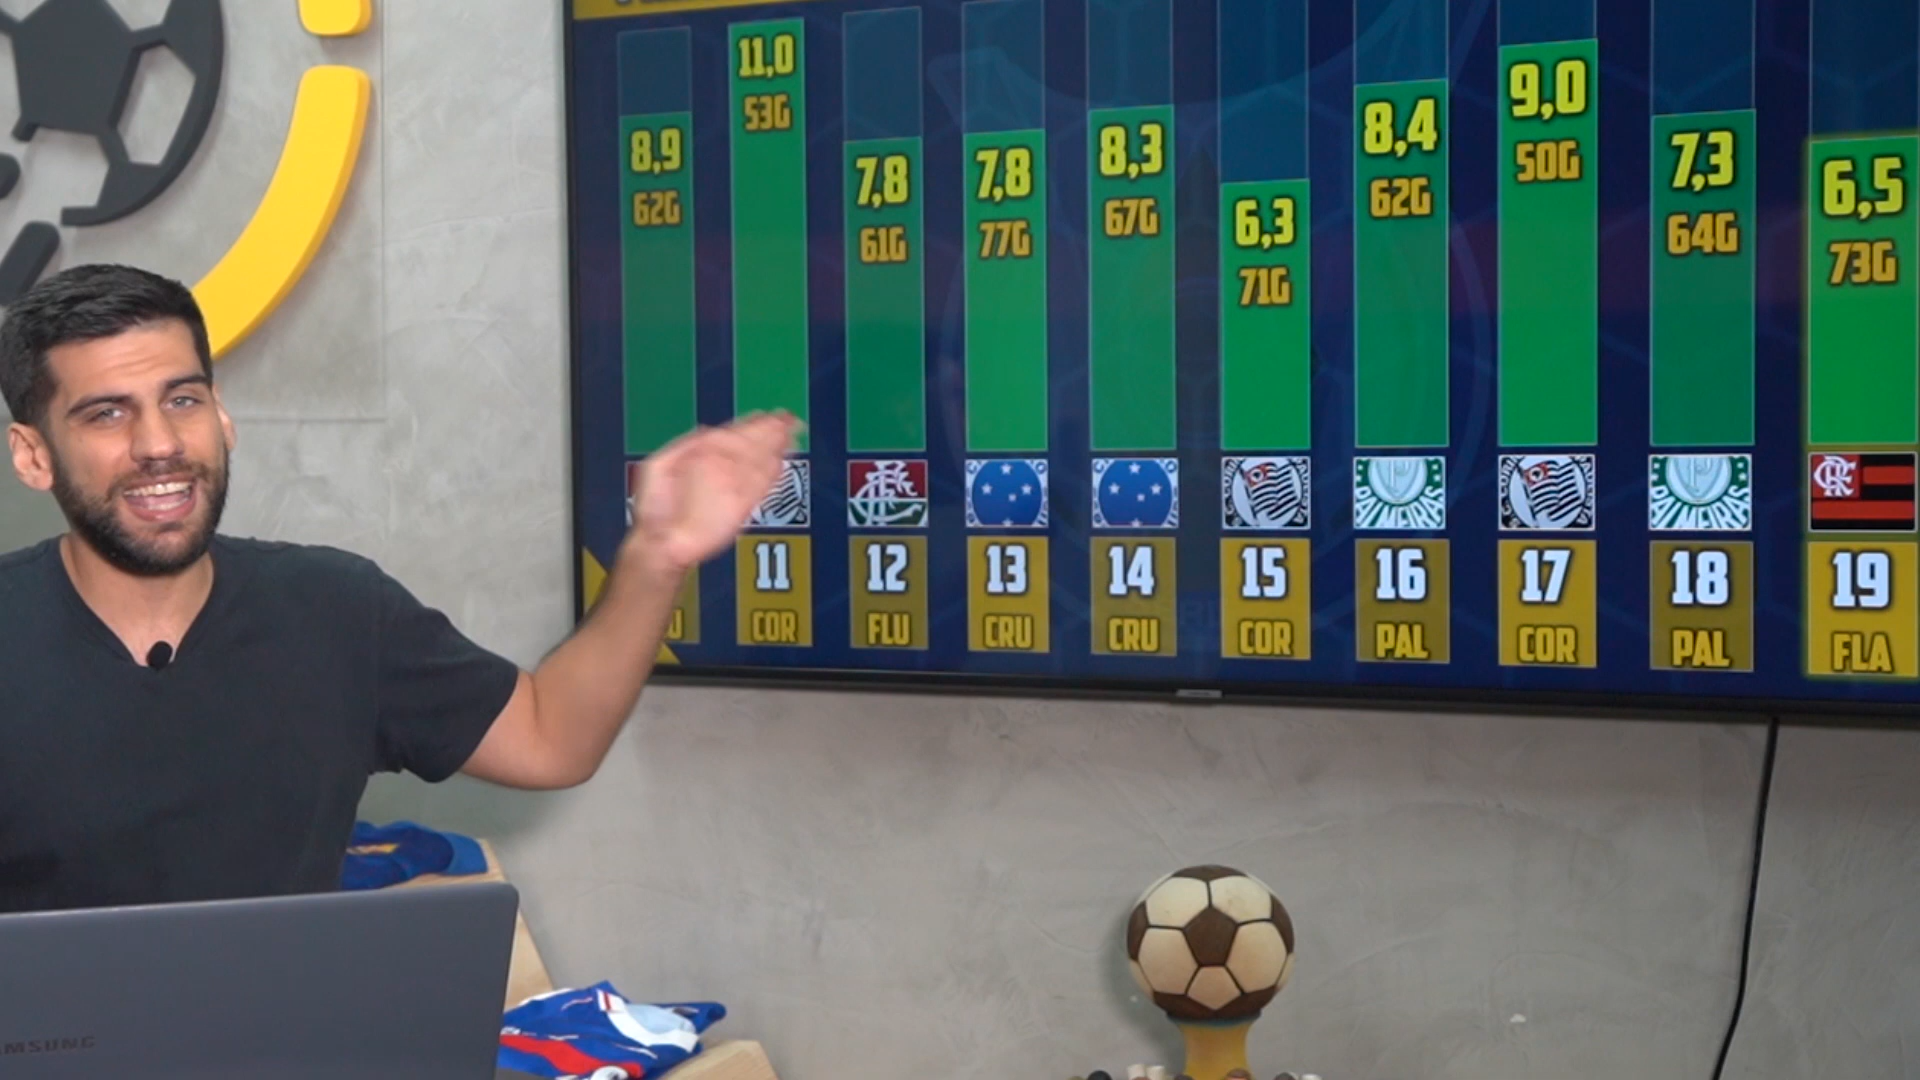 8,9
62G
11,0
53G
11
COR
7,8
61G
12
FLU
7,8
77G
13
CRU
8,3
67G
14
CRU
6,3
71G
15
COR
8,4
62G
PALMEIRAS
16
PAL
9,0
50G
17
COR
7,3
64G
PALMEIRAS
18
PAL
6,5
73G
19
FLA